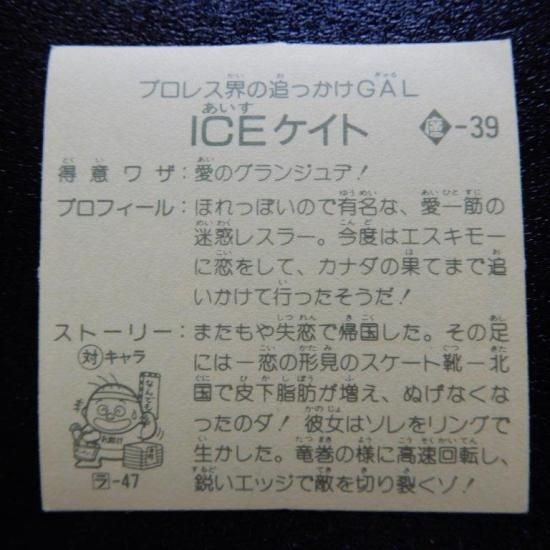 プロレス界の追っかけGAL
ICEケイト -39
得意ワザ：愛のグランジュテ！
プロフィール：ほれっぽいので有名な、愛一筋の
迷惑レスラー。今度はエスキモー
に恋をして、カナダの果てまで追
いかけて行ったそうだ！
ストーリー：またもや失恋で帰国した。その足
には－恋の形見のスケート靴－北
国で皮下脂肪が増え、ぬげなくな
ったのダ！彼女はソレをリングで
生かした。竜巻の様に高速回転し、
鋭いエッジで敵を切り裂くゾ！
対キャラ
ラ-47